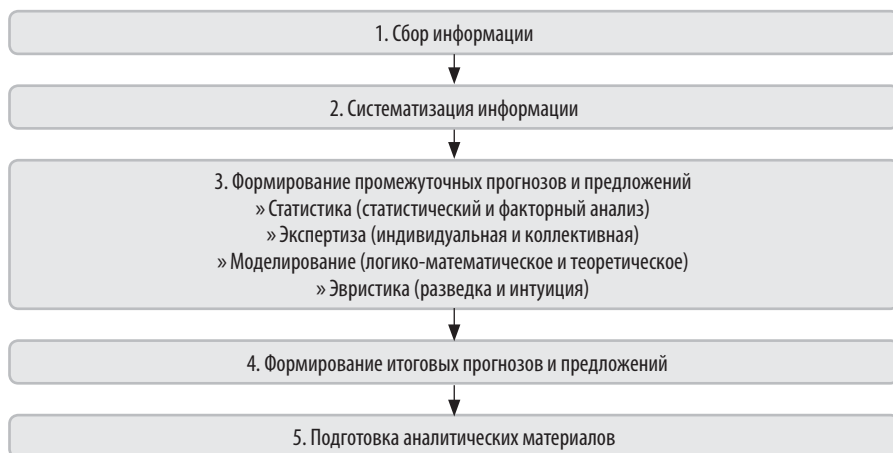 1. Сбор информации
2. Систематизация информации
3. Формирование промежуточных прогнозов и предложений
» Статистика (статистический и факторный анализ)
» Экспертиза (индивидуальная и коллективная)
» Моделирование (логико-математическое и теоретическое)
» Эвристика (разведка и интуиция)
4. Формирование итоговых прогнозов и предложений
5. Подготовка аналитических материалов